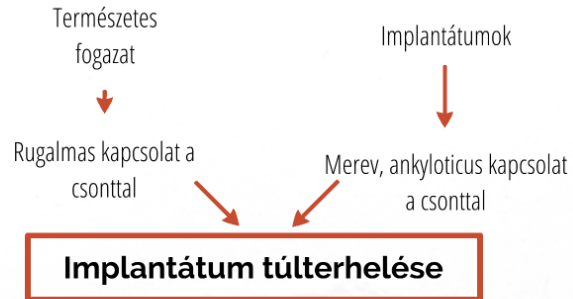 Természetes
fogazat
Implantátumok
Rugalmas kapcsolat a
csonttal
Merev, ankyloticus kapcsolat
a csonttal
Implantátum túlterhelése